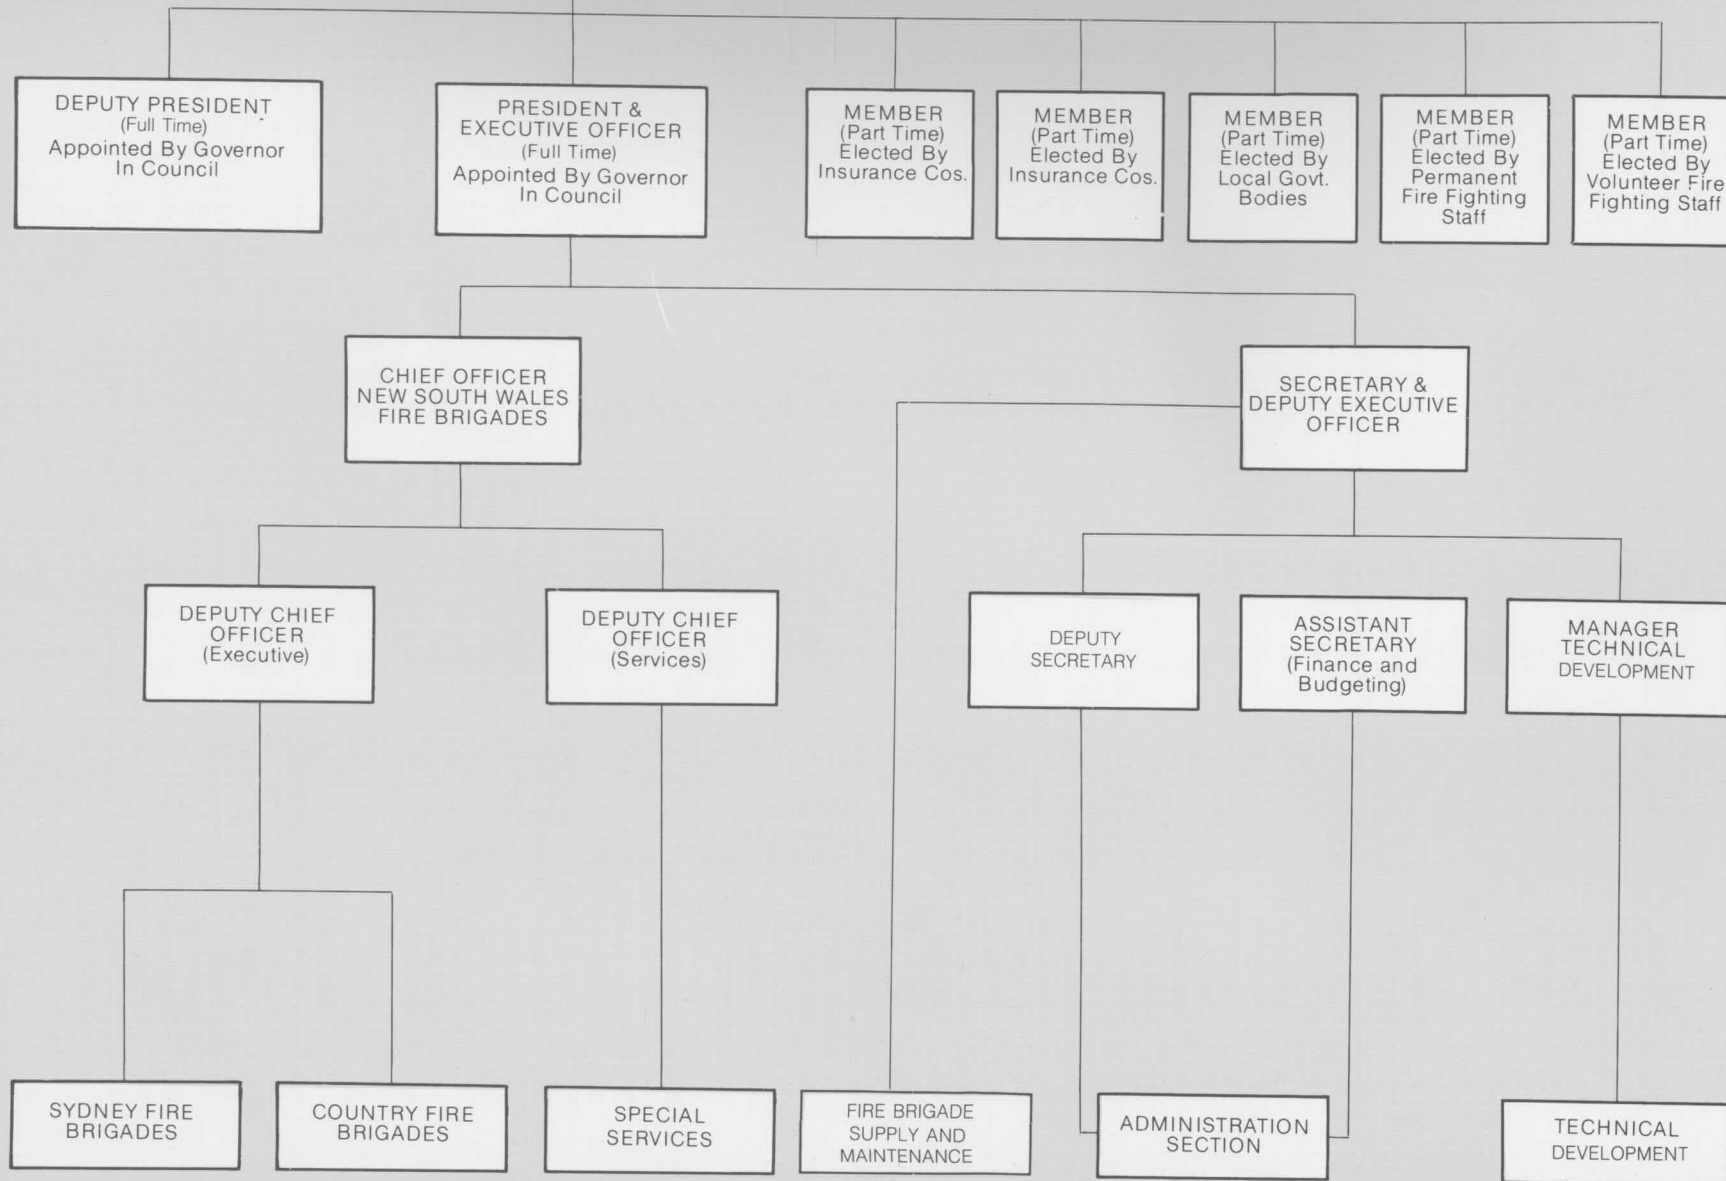 DEPUTY PRESIDENT
(Full Time)
Appointed By Governor
In Council
PRESIDENT &
EXECUTIVE OFFICER
(Full Time)
Appointed By Governor
In Council
MEMBER
(Part Time)
Elected By
Insurance Cos.
MEMBER
(Part Time)
Elected By
Insurance Cos.
MEMBER
(Part Time)
Elected By
Local Govt.
Bodies
MEMBER
(Part Time)
Elected By
Permanent
Fire Fighting
Staff
MEMBER
(Part Time)
Elected By
Volunteer Fire
Fighting Staff
CHIEF OFFICER
NEW SOUTH WALES
FIRE BRIGADES
SECRETARY &
DEPUTY EXECUTIVE
OFFICER
DEPUTY CHIEF
OFFICER
(Executive)
DEPUTY CHIEF
OFFICER
(Services)
DEPUTY
SECRETARY
ASSISTANT
SECRETARY
(Finance and
Budgeting)
MANAGER
TECHNICAL
DEVELOPMENT
SYDNEY FIRE
BRIGADES
COUNTRY FIRE
BRIGADES
SPECIAL
SERVICES
FIRE BRIGADE
SUPPLY AND
MAINTENANCE
ADMINISTRATION
SECTION
TECHNICAL
DEVELOPMENT